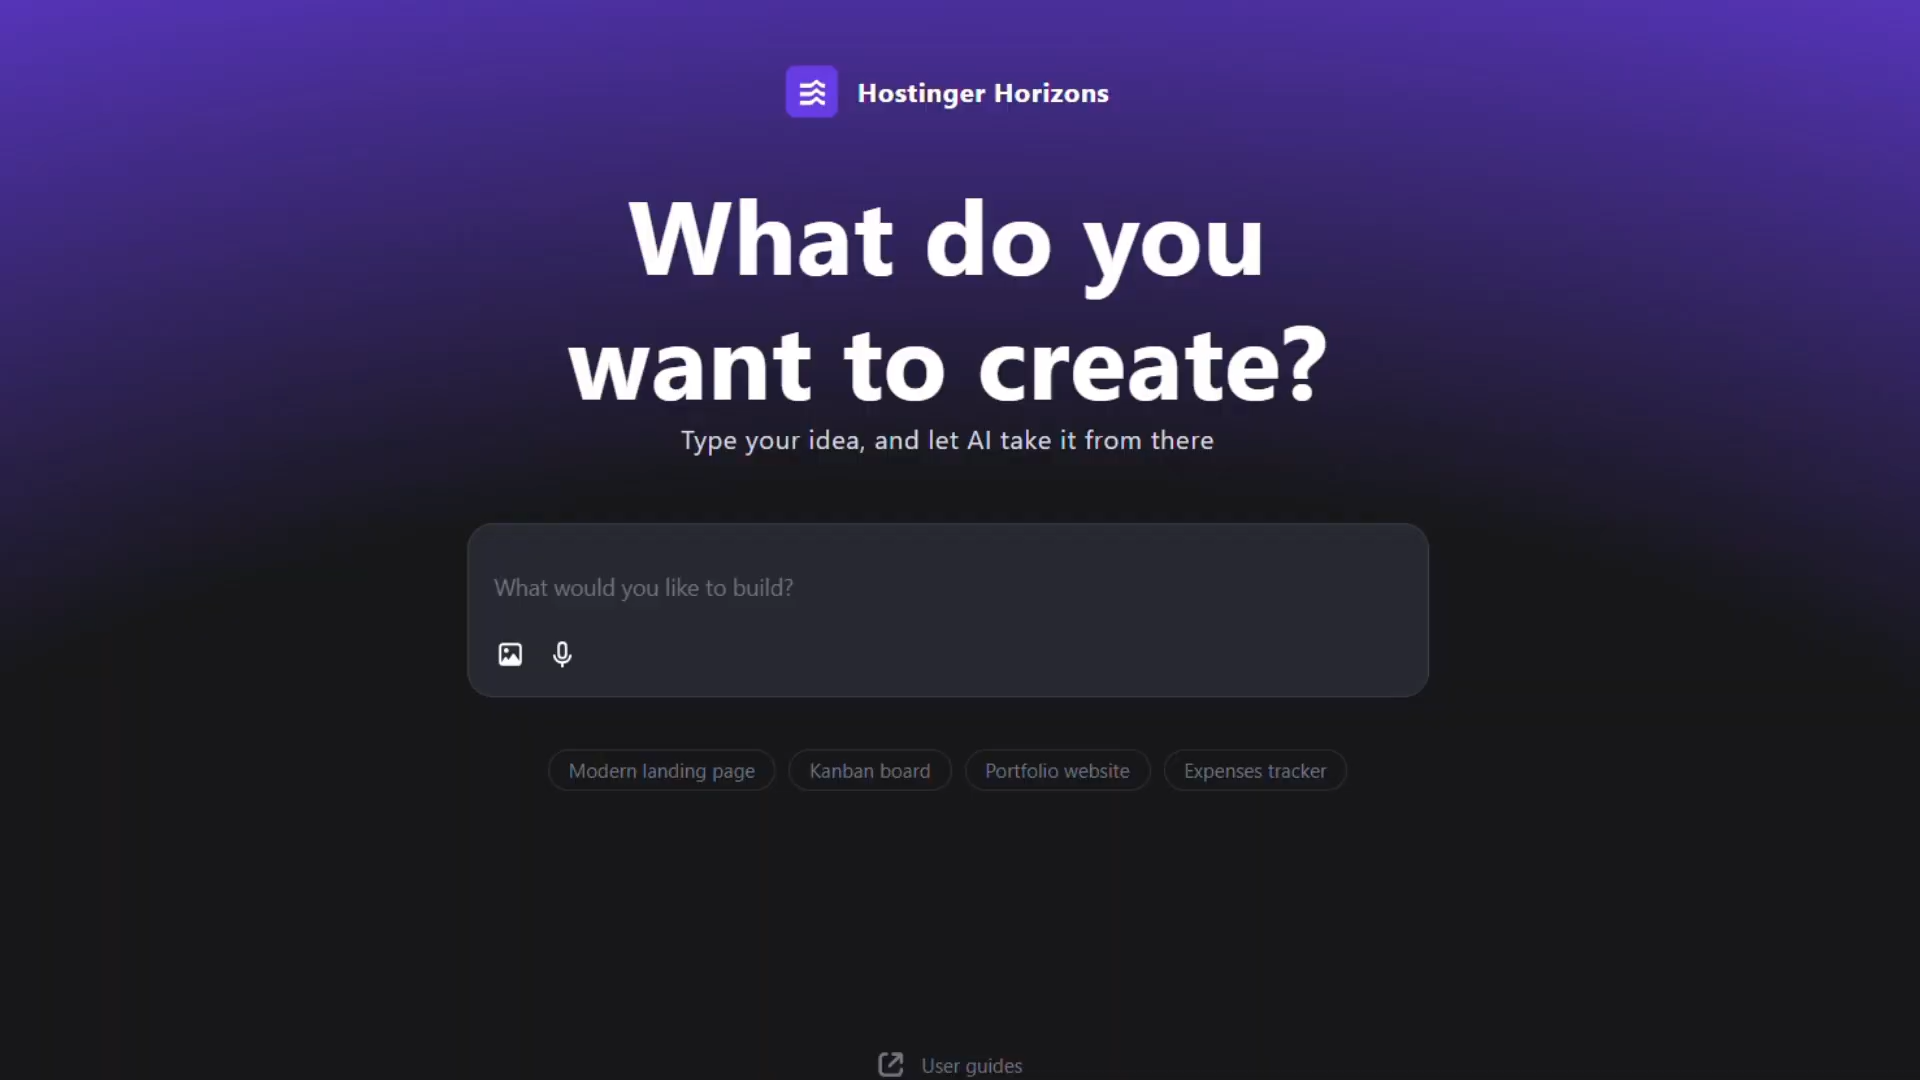 Hostinger Horizons
What do you
want to create?
Type your idea, and let AI take it from there
What would you like to build?
Modern landing page
Kanban board
Portfolio website
Expenses tracker
User guides